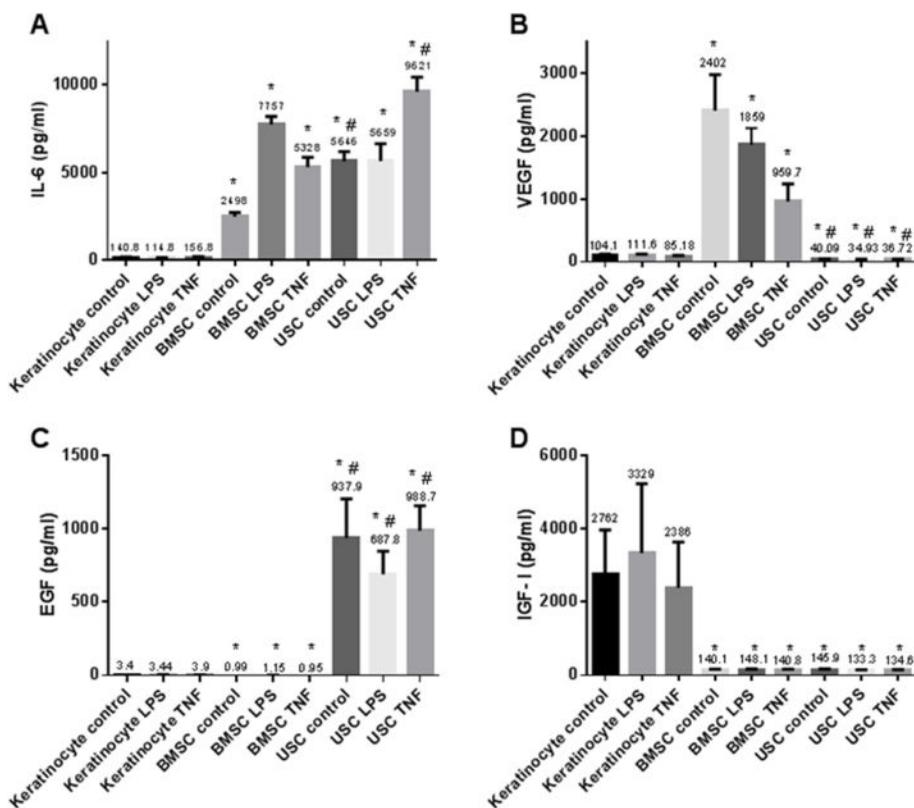 A
IL-6 (pg/ml)
10000
5000
0
140.8
114.8
156.8
*
2498
*
7757
*
5328
* #
5646
*
5659
* #
9621
Keratinocyte control
Keratinocyte LPS
Keratinocyte TNF
BMSC control
BMSC LPS
BMSC TNF
USC control
USC LPS
USC TNF
B
VEGF (pg/ml)
3000
2000
1000
0
104.1
111.6
85.18
*
2402
*
1859
*
959.7
* #
40.09
* #
34.93
* #
36.72
Keratinocyte control
Keratinocyte LPS
Keratinocyte TNF
BMSC control
BMSC LPS
BMSC TNF
USC control
USC LPS
USC TNF
C
EGF (pg/ml)
1500
1000
500
0
3.4
3.44
3.9
*
0.99
*
1.15
*
0.95
* #
937.9
* #
687.8
* #
988.7
Keratinocyte control
Keratinocyte LPS
Keratinocyte TNF
BMSC control
BMSC LPS
BMSC TNF
USC control
USC LPS
USC TNF
D
IGF- I (pg/ml)
6000
4000
2000
0
2762
3329
2386
*
140.1
*
148.1
*
140.8
*
145.9
*
133.3
*
134.6
Keratinocyte control
Keratinocyte LPS
Keratinocyte TNF
BMSC control
BMSC LPS
BMSC TNF
USC control
USC LPS
USC TNF